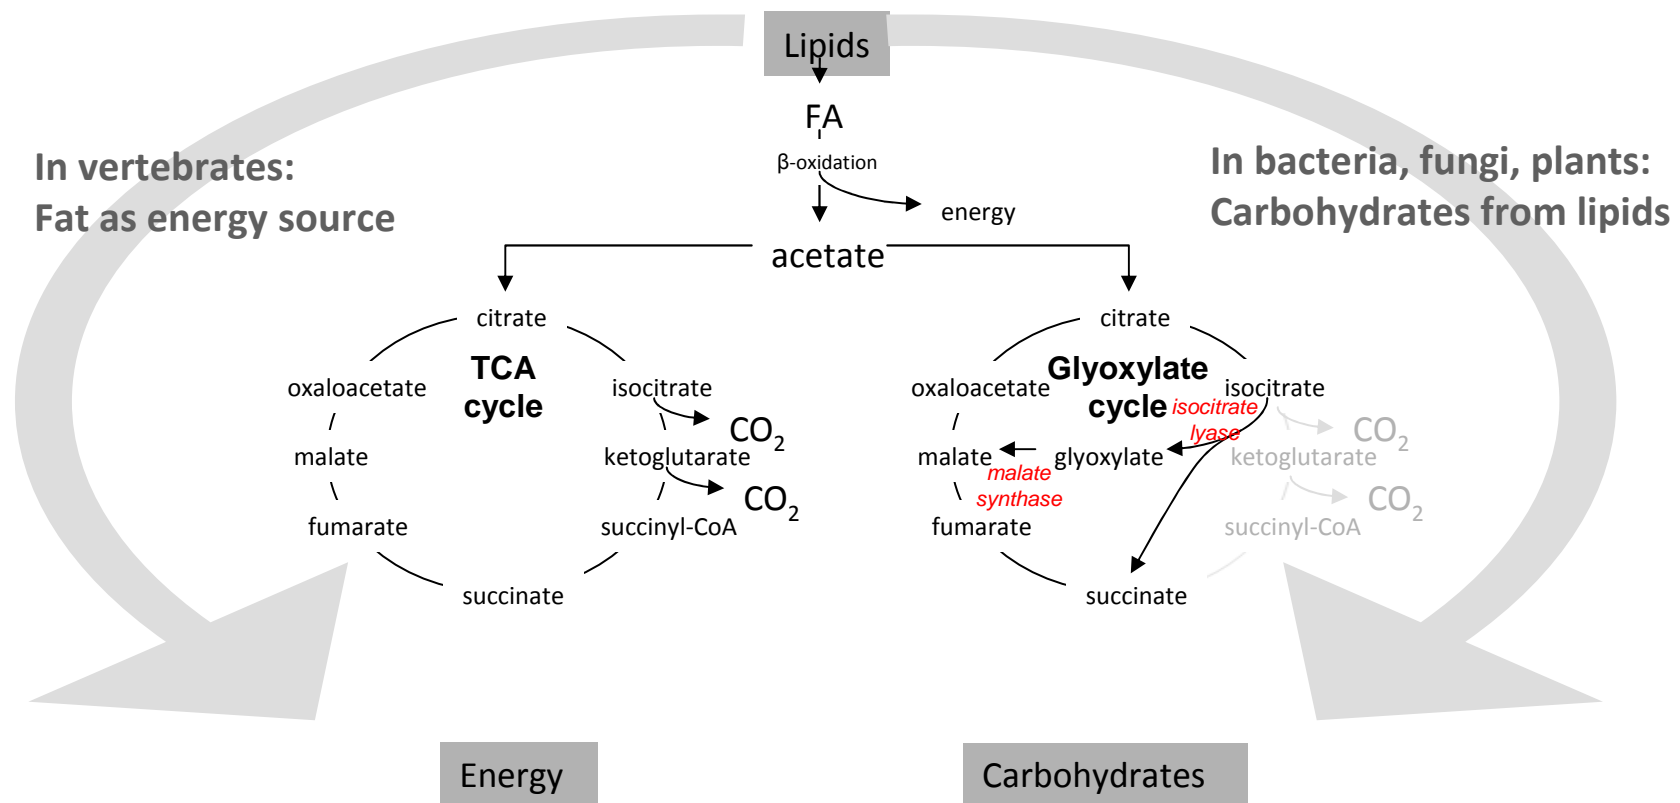 Lipids
FA
β-oxidation
energy
acetate
In vertebrates:
Fat as energy source
In bacteria, fungi, plants:
Carbohydrates from lipids
citrate
TCA
cycle
oxaloacetate
isocitrate
CO2
malate
ketoglutarate
CO2
fumarate
succinyl-CoA
succinate
citrate
Glyoxylate
cycle
oxaloacetate
isocitrate
isocitrate
lyase
CO2
malate
glyoxylate
ketoglutarate
malate
synthase
CO2
fumarate
succinyl-CoA
succinate
Energy
Carbohydrates